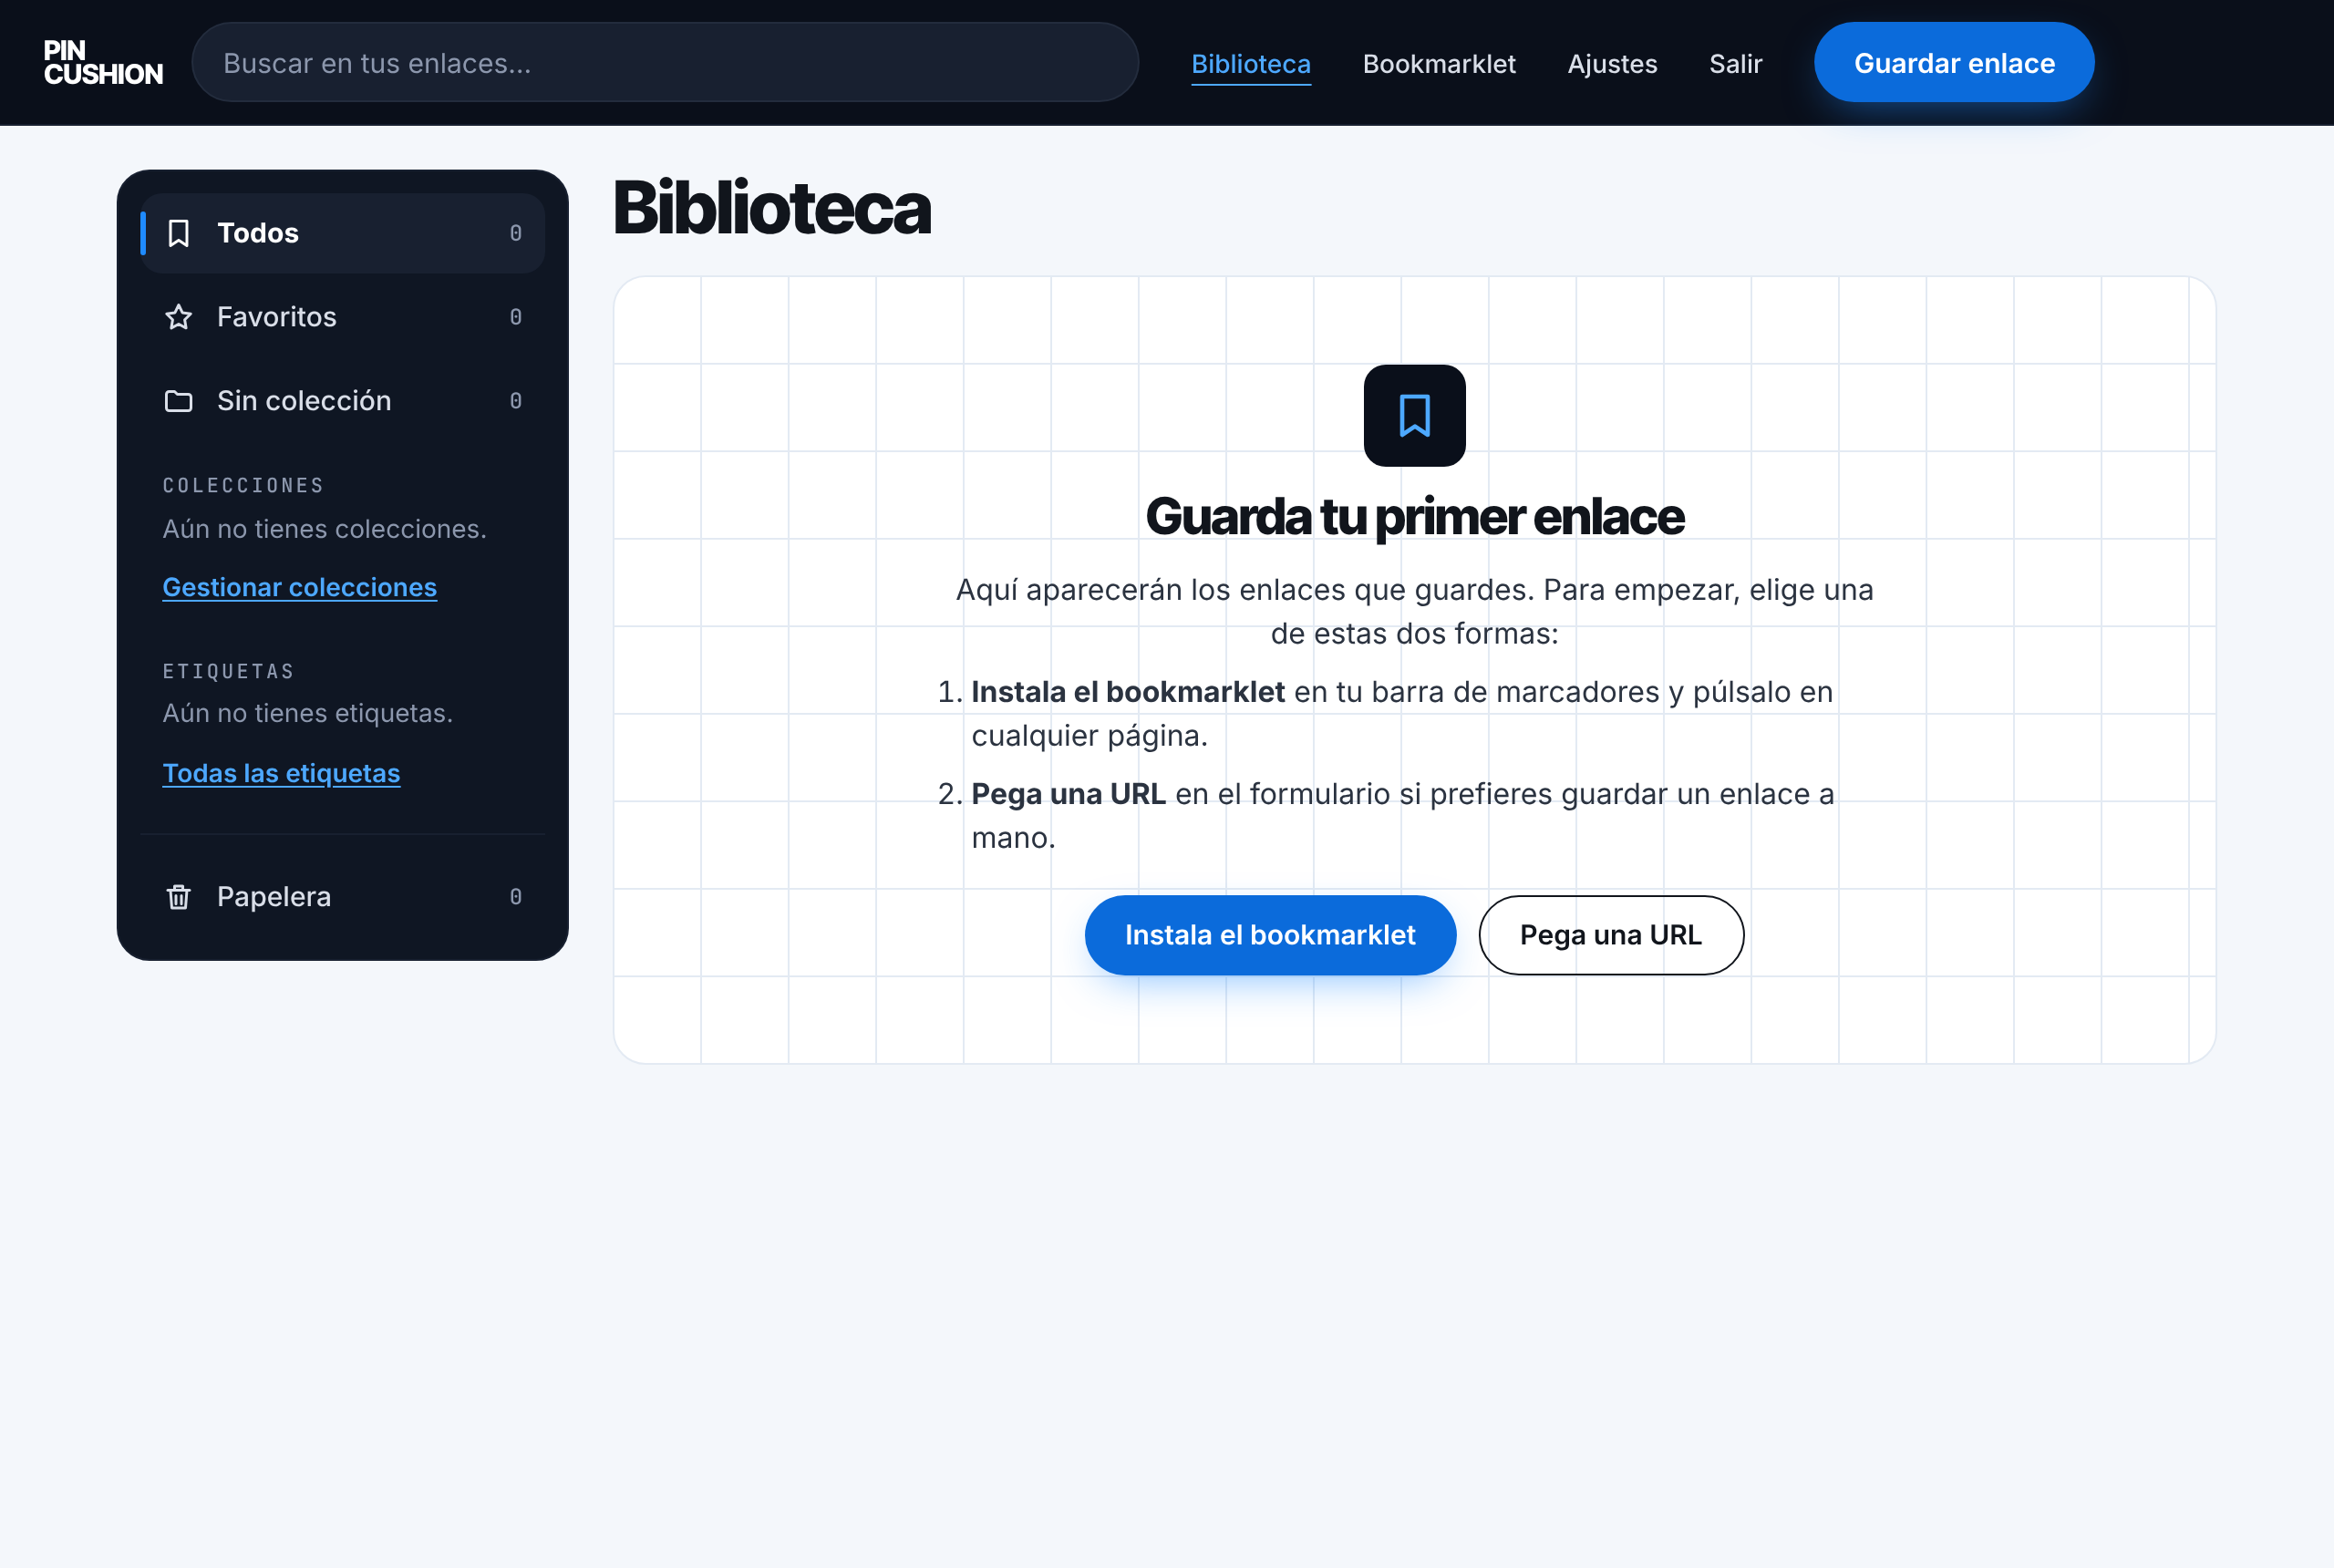 PIN
CUSHION
Buscar en tus enlaces...
Biblioteca
Bookmarklet
Ajustes
Salir
Guardar enlace
Todos 0
Favoritos 0
Sin colección 0
COLECCIONES
Aún no tienes colecciones.
Gestionar colecciones
ETIQUETAS
Aún no tienes etiquetas.
Todas las etiquetas
Papelera 0
Biblioteca
Guarda tu primer enlace
Aquí aparecerán los enlaces que guardes. Para empezar, elige una
de estas dos formas:
1. Instala el bookmarklet en tu barra de marcadores y púlsalo en
cualquier página.
2. Pega una URL en el formulario si prefieres guardar un enlace a
mano.
Instala el bookmarklet
Pega una URL